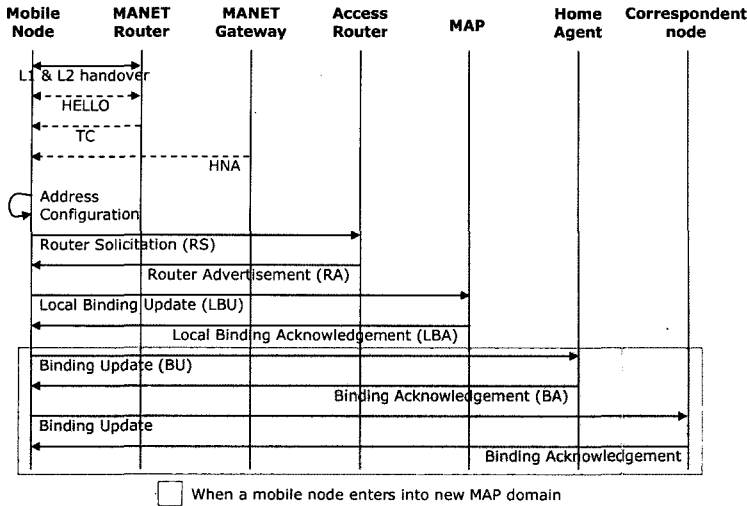 Mobile Node
MANET Router
MANET Gateway
Access Router
MAP
Home Agent
Correspondent node
L1 & L2 handover
HELLO
TC
HNA
Address
Configuration
Router Solicitation (RS)
Router Advertisement (RA)
Local Binding Update (LBU)
Local Binding Acknowledgement (LBA)
Binding Update (BU)
Binding Acknowledgement (BA)
Binding Update
Binding Acknowledgement
When a mobile node enters into new MAP domain